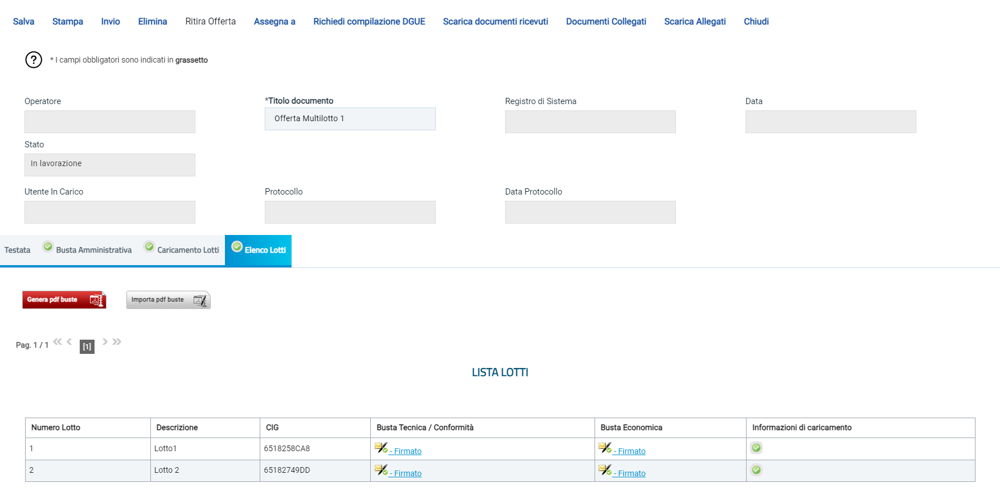 Salva Stampa Invio Elimina Ritira Offerta Assegna a Richiedi compilazione DGUE Scarica documenti ricevuti Documenti Collegati Scarica Allegati Chiudi
? * I campi obbligatori sono indicati in grassetto
Operatore *Titolo documento Registro di Sistema Data
Offerta Multilotto 1
Stato
In lavorazione
Utente In Carico Protocollo Data Protocollo
Testata Busta Amministrativa Caricamento Lotti Elenco Lotti
Genera pdf buste Importa pdf buste
Pag. 1 / 1 [1]
LISTA LOTTI
Numero Lotto Descrizione CIG Busta Tecnica / Conformità Busta Economica Informazioni di caricamento
1 Lotto1 6518258CA8 - Firmato - Firmato
2 Lotto 2 65182749DD - Firmato - Firmato